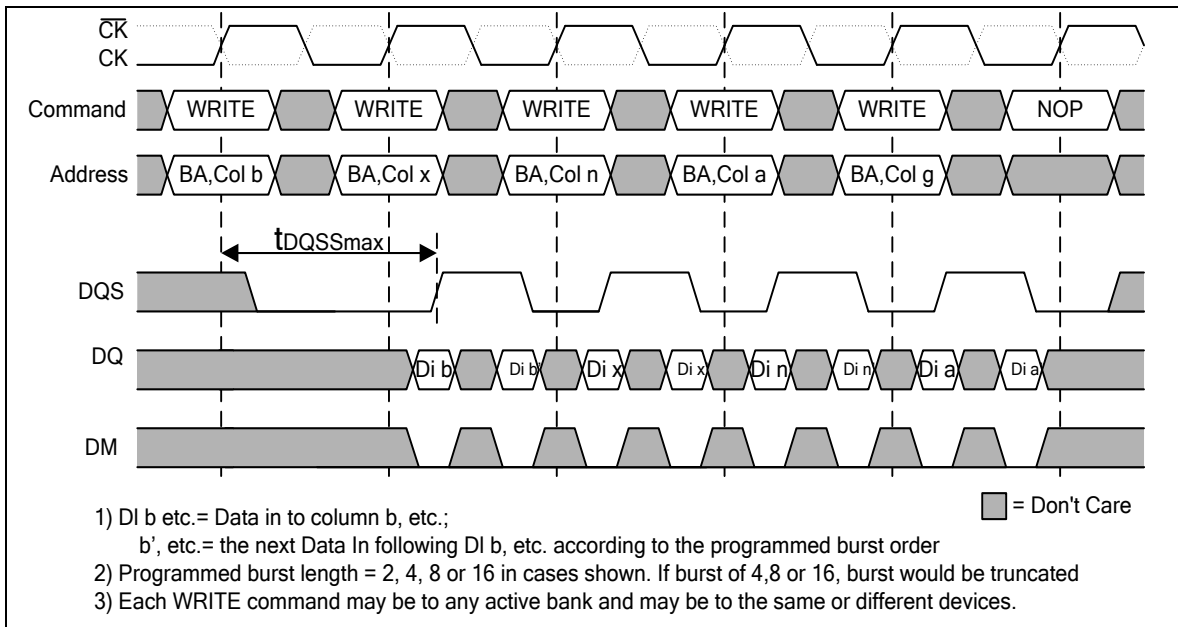 CK
CK
Command WRITE WRITE WRITE WRITE WRITE NOP
Address BA,Col b BA,Col x BA,Col n BA,Col a BA,Col g
tDQSSmax
DQS
DQ Di b Di b' Di x Di x' Di n Di n' Di a Di a'
DM
= Don't Care
1) DI b etc.= Data in to column b, etc.;
b', etc.= the next Data In following DI b, etc. according to the programmed burst order
2) Programmed burst length = 2, 4, 8 or 16 in cases shown. If burst of 4,8 or 16, burst would be truncated
3) Each WRITE command may be to any active bank and may be to the same or different devices.